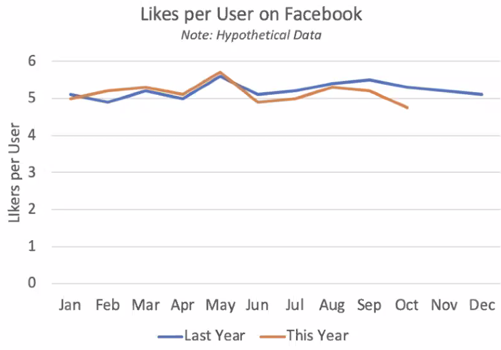 Likes per User on Facebook
Note: Hypothetical Data
6
5
4
3
2
1
0
LIkers per User
Jan Feb Mar Apr May Jun Jul Aug Sep Oct Nov Dec
Last Year This Year